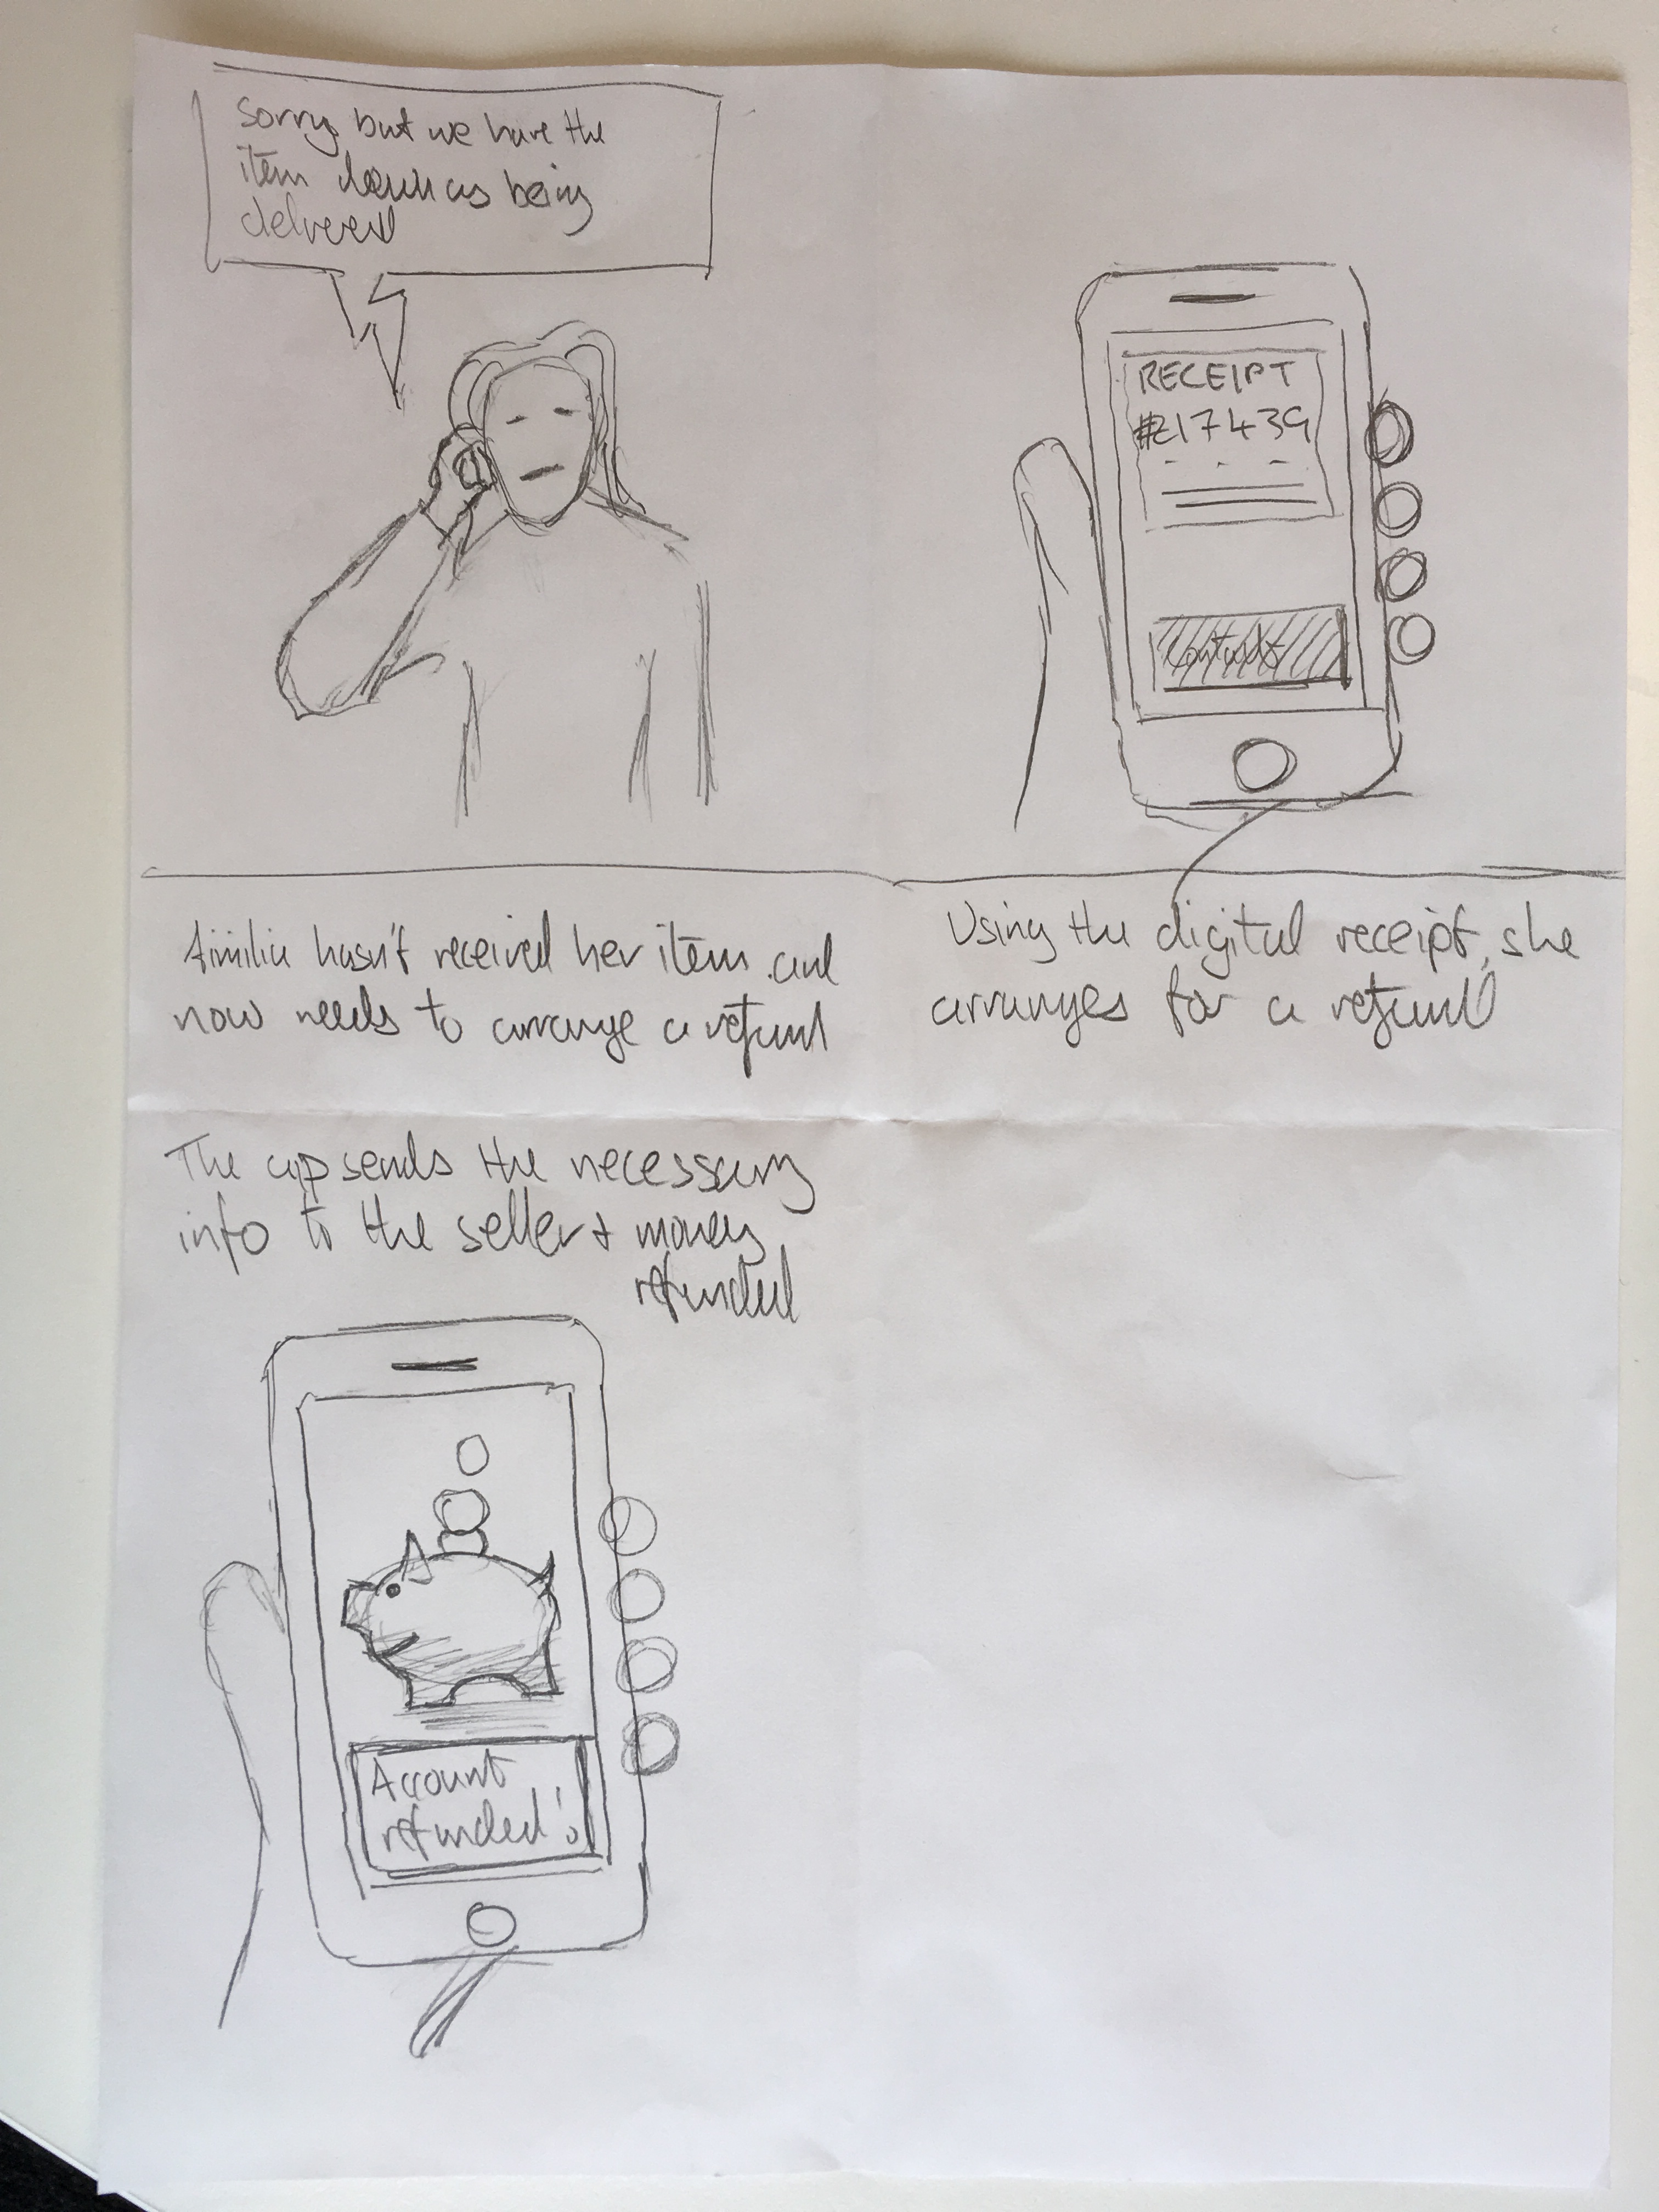 Sorry but we have the
item down as being
delivered
RECEIPT
#217439
Aimilia hasn't received her item and
now needs to arrange a refund
Using the digital receipt, she
arranges for a refund
The app sends the necessary
info to the seller + money
refunded
Account
refunded!